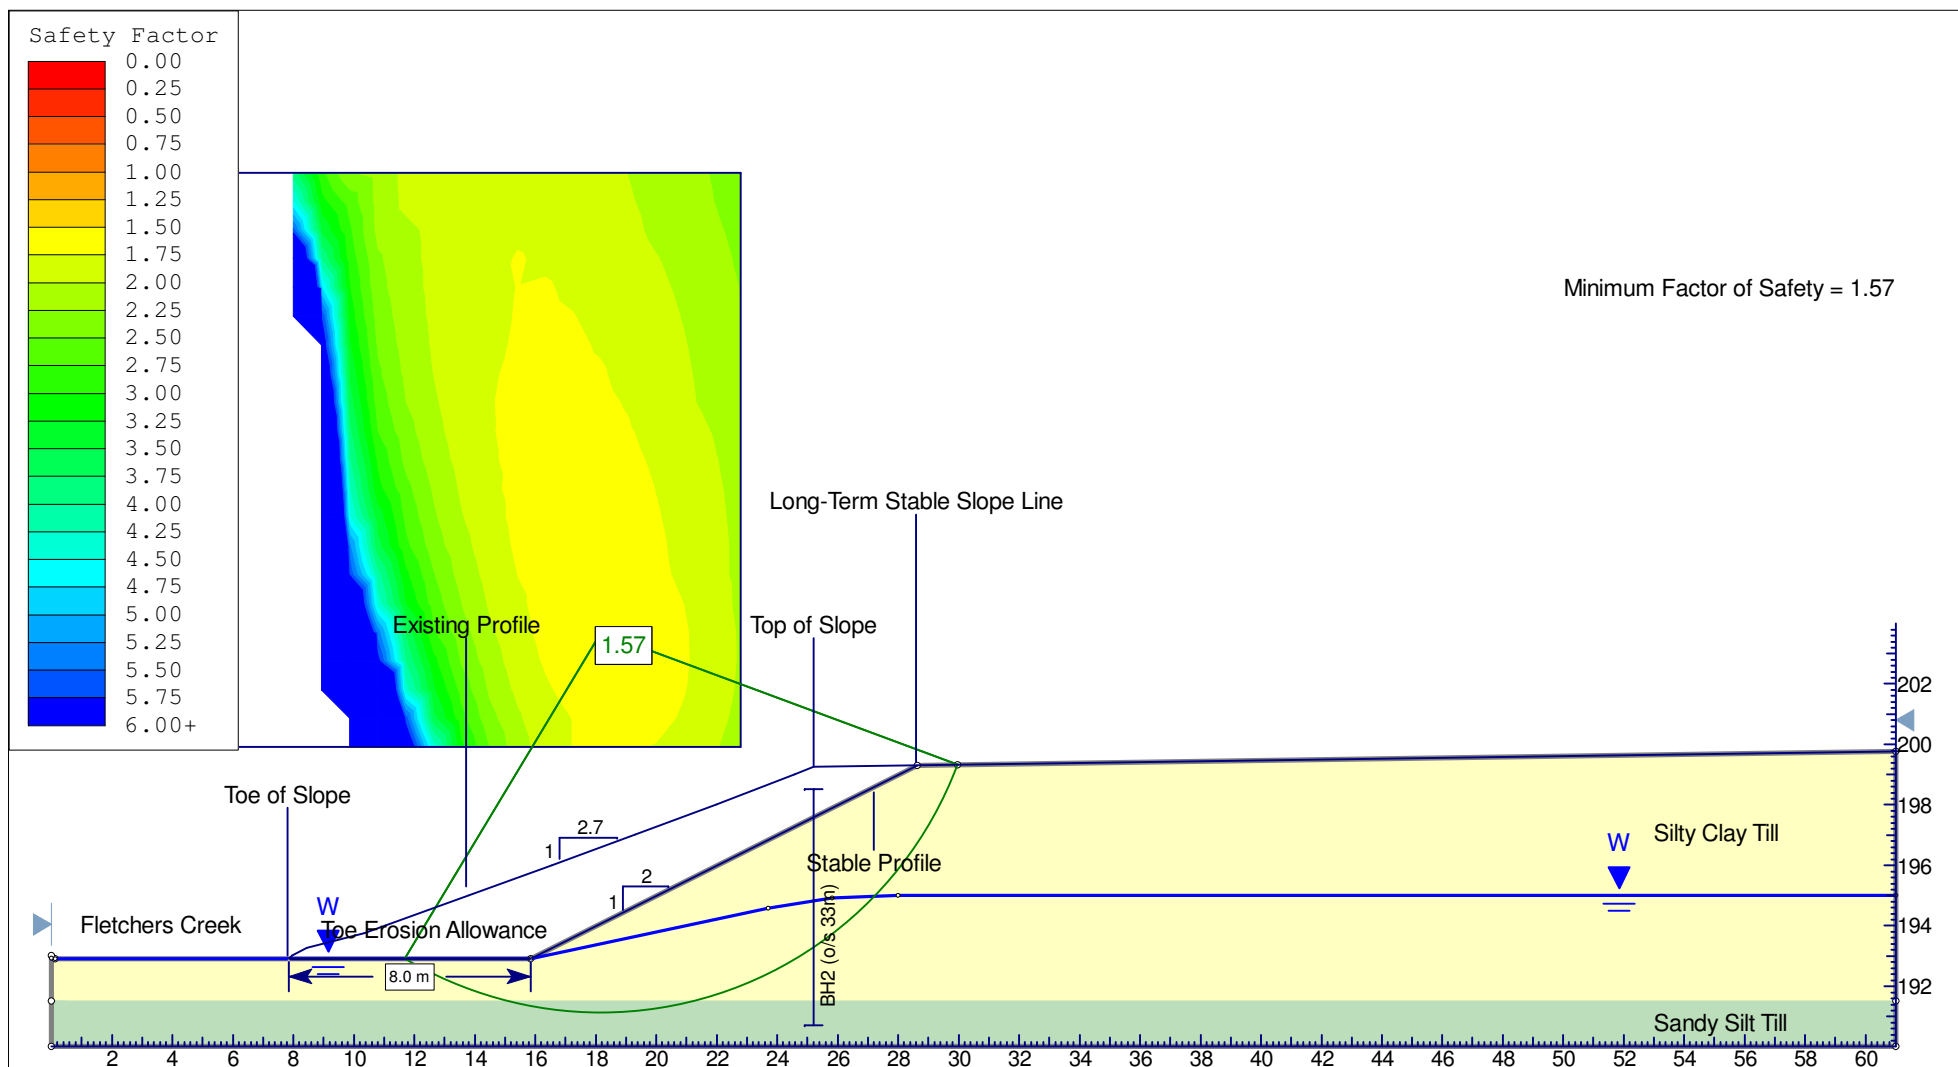 Safety Factor
0.00
0.25
0.50
0.75
1.00
1.25
1.50
1.75
2.00
2.25
2.50
2.75
3.00
3.25
3.50
3.75
4.00
4.25
4.50
4.75
5.00
5.25
5.50
5.75
6.00+
Minimum Factor of Safety = 1.57
Long-Term Stable Slope Line
Existing Profile
1.57
Top of Slope
Toe of Slope
2.7
1
2
1
Stable Profile
BH2 (o/s 33m)
W
Silty Clay Till
W
Fletchers Creek
Toe Erosion Allowance
8.0 m
Sandy Silt Till
202
200
198
196
194
192
2 4 6 8 10 12 14 16 18 20 22 24 26 28 30 32 34 36 38 40 42 44 46 48 50 52 54 56 58 60